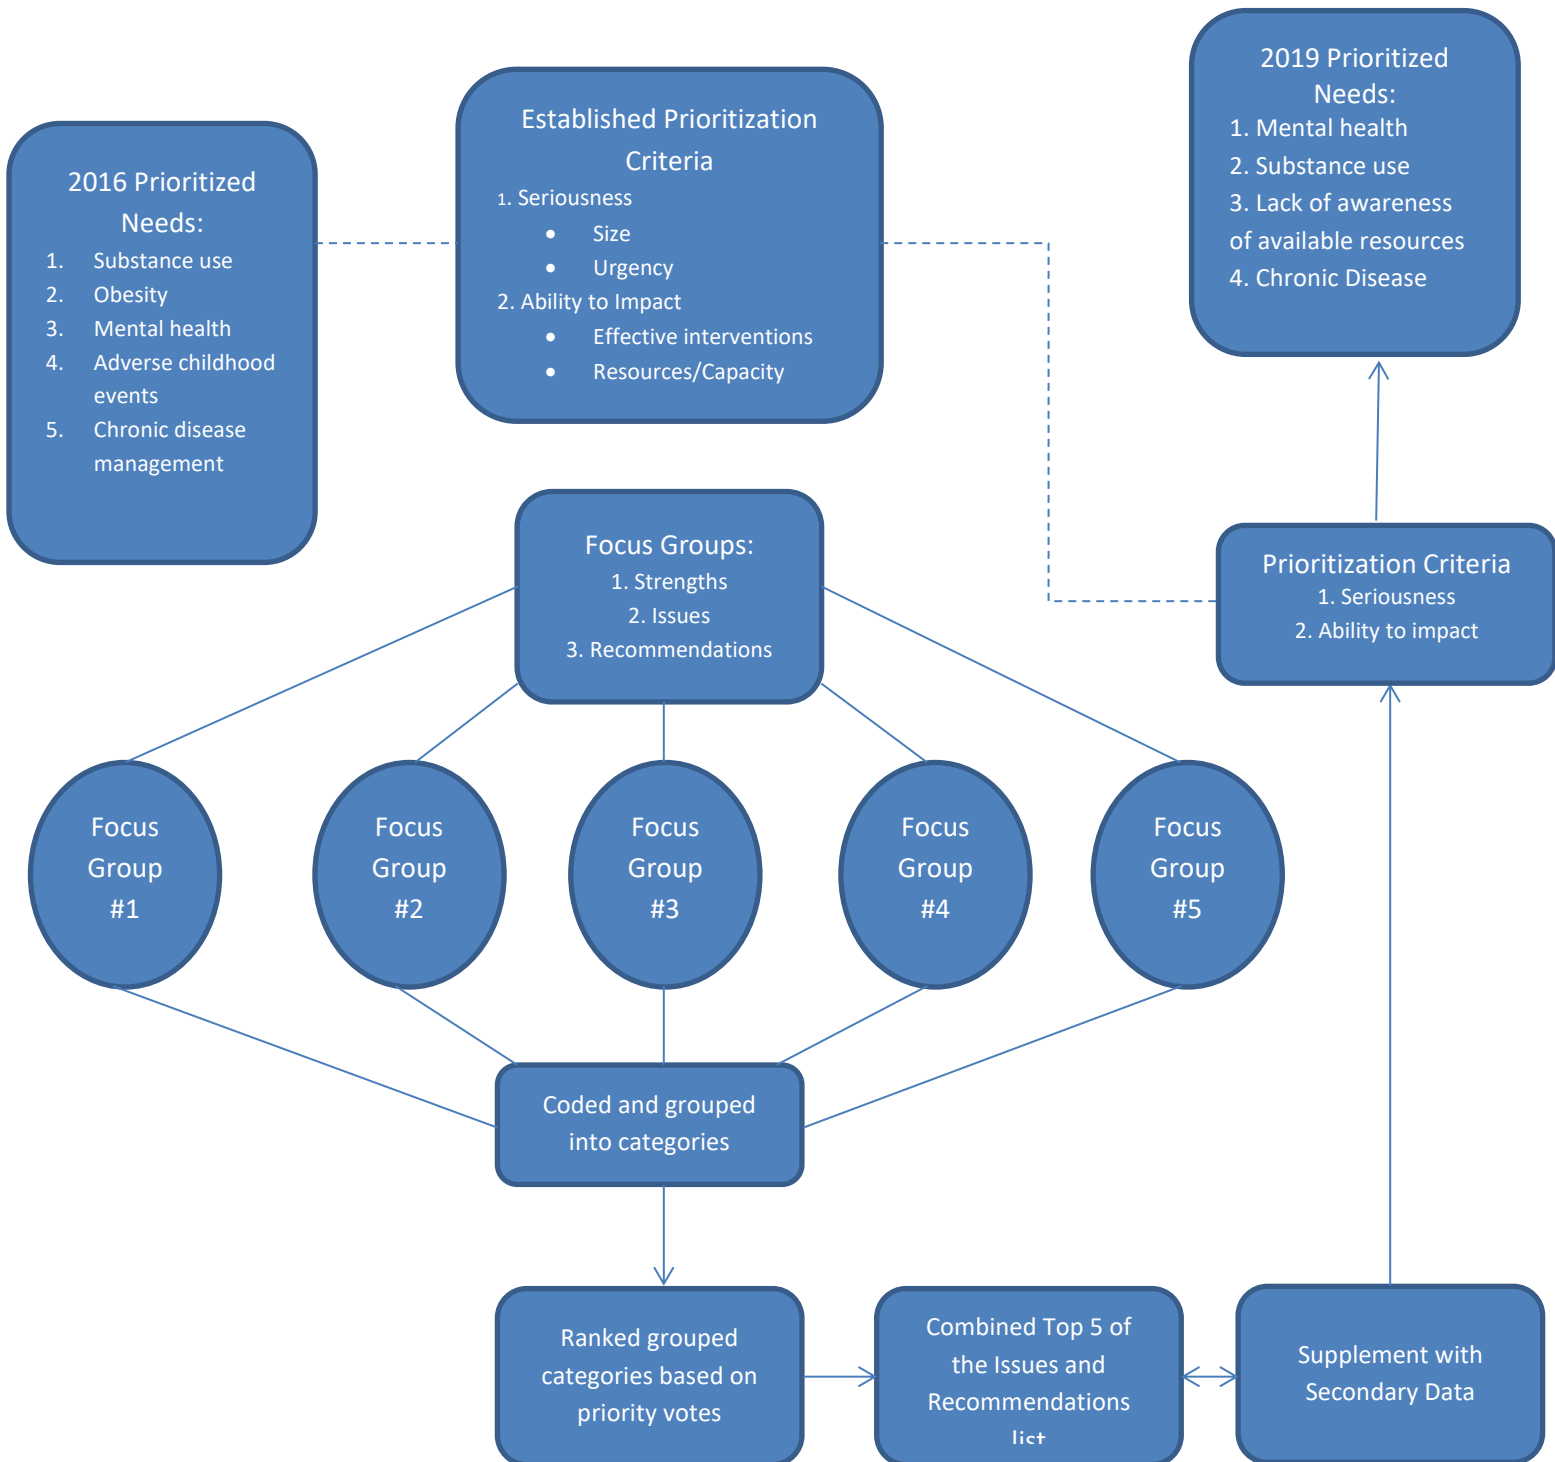 2016 Prioritized
Needs:
1. Substance use
2. Obesity
3. Mental health
4. Adverse childhood
events
5. Chronic disease
management
Established Prioritization
Criteria
1. Seriousness
• Size
• Urgency
2. Ability to Impact
• Effective interventions
• Resources/Capacity
2019 Prioritized
Needs:
1. Mental health
2. Substance use
3. Lack of awareness
of available resources
4. Chronic Disease
Focus Groups:
1. Strengths
2. Issues
3. Recommendations
Prioritization Criteria
1. Seriousness
2. Ability to impact
Focus
Group
#1
Focus
Group
#2
Focus
Group
#3
Focus
Group
#4
Focus
Group
#5
Coded and grouped
into categories
Ranked grouped
categories based on
priority votes
Combined Top 5 of
the Issues and
Recommendations
list
Supplement with
Secondary Data